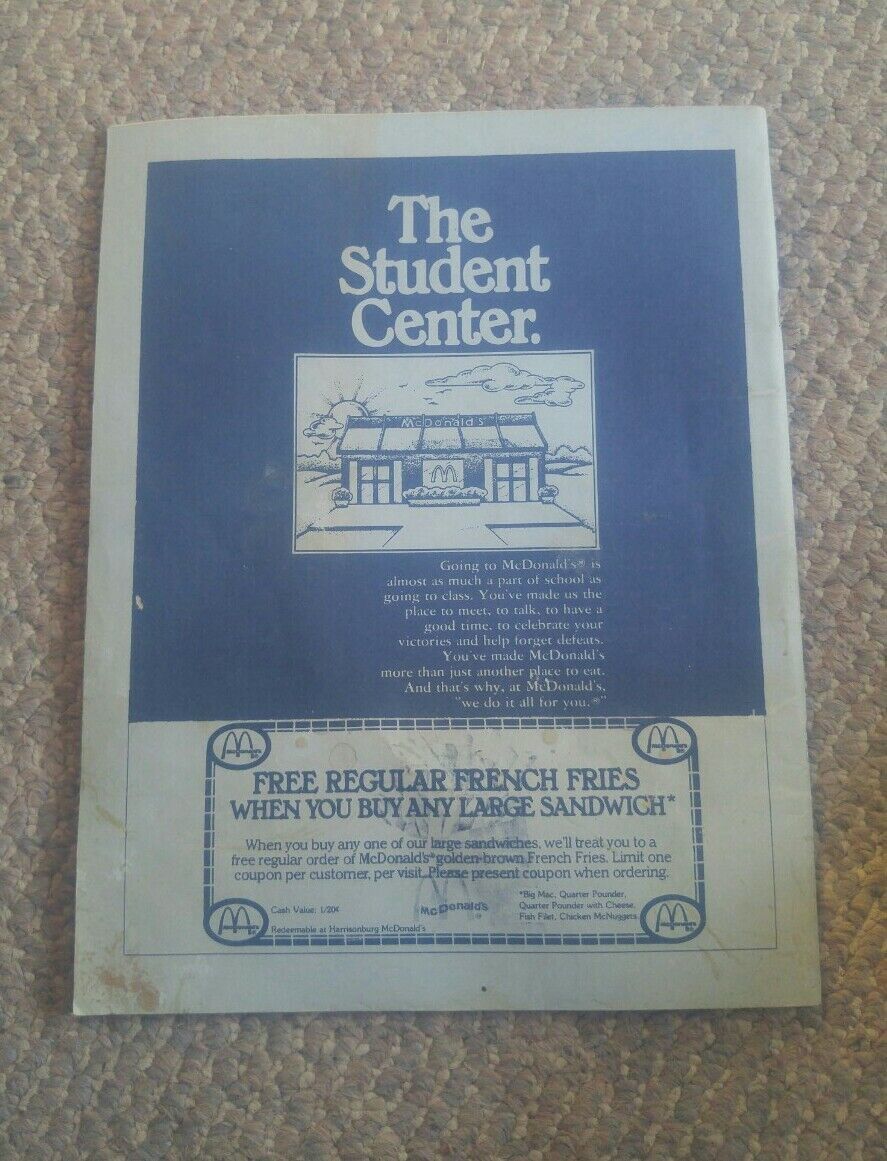 The
Student
Center.
McDonald's
Going to McDonald's® is
almost as much a part of school as
going to class. You've made us the
place to meet, to talk, to have a
good time, to celebrate your
victories and help forget defeats.
You've made McDonald's
more than just another place to eat.
And that's why, at McDonald's,
"we do it all for you.®"
McDonald's
McDonald's
FREE REGULAR FRENCH FRIES
WHEN YOU BUY ANY LARGE SANDWICH*
When you buy any one of our large sandwiches, we'll treat you to a
free regular order of McDonald's® golden brown French Fries. Limit one
coupon per customer, per visit. Please present coupon when ordering.
*Big Mac, Quarter Pounder,
Quarter Pounder with Cheese,
Fish Filet, Chicken McNuggets
Cash Value: 1/20¢
McDonald's
®
Redeemable at Harrisonburg McDonald's
McDonald's
McDonald's